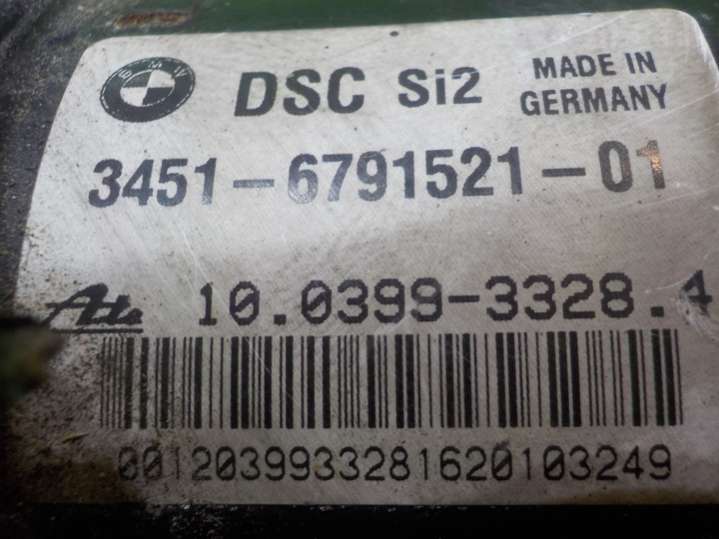 BMW
DSC Si2 MADE IN GERMANY
3451-6791521-01
Ate 10.0399-3328.4
0012039933281620103249